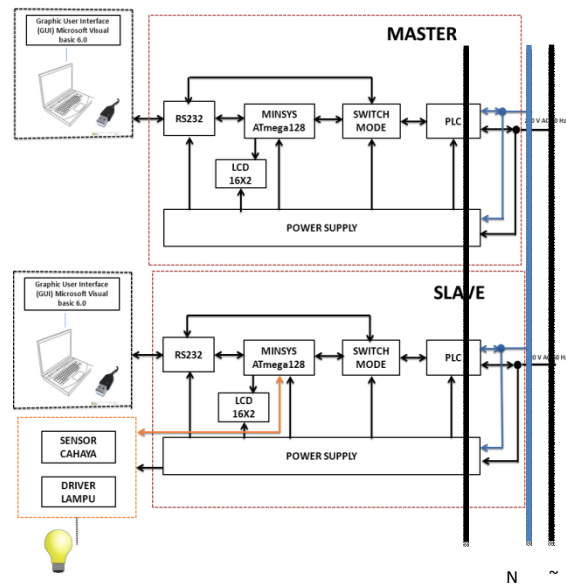 Graphic User Interface
(GUI) Microsoft Visual
basic 6.0
MASTER
RS232
MINSYS
ATmega128
SWITCH
MODE
PLC
LCD
16X2
POWER SUPPLY
Graphic User Interface
(GUI) Microsoft Visual
basic 6.0
SLAVE
RS232
MINSYS
ATmega128
SWITCH
MODE
PLC
LCD
16X2
POWER SUPPLY
SENSOR
CAHAYA
DRIVER
LAMPU
N ~